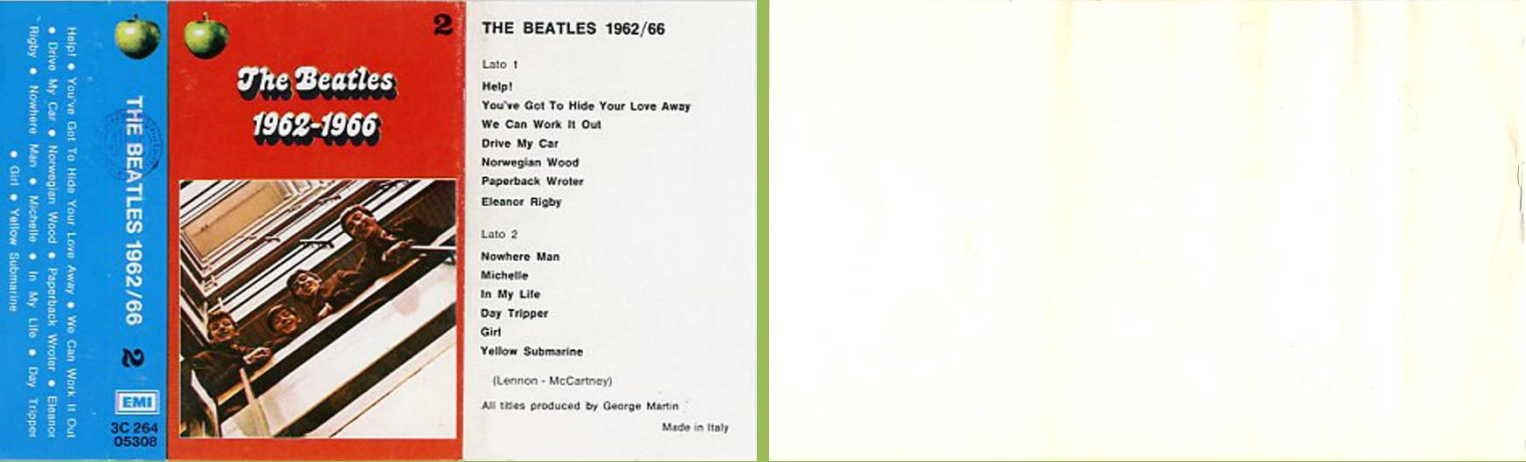 Help! • You've Got To Hide Your Love Away • We Can Work It Out
• Drive My Car • Norwegian Wood • Paperback Wroter • Eleanor
Rigby • Nowhere Man • Michelle • In My Life • Day Tripper
• Girl • Yellow Submarine
THE BEATLES 1962/66 2
EMI
3C 264
05308
2
The Beatles
1962-1966
THE BEATLES 1962/66
Lato 1
Help!
You've Got To Hide Your Love Away
We Can Work It Out
Drive My Car
Norwegian Wood
Paperback Wroter
Eleanor Rigby
Lato 2
Nowhere Man
Michelle
In My Life
Day Tripper
Girl
Yellow Submarine
(Lennon - McCartney)
All titles produced by George Martin
Made in Italy